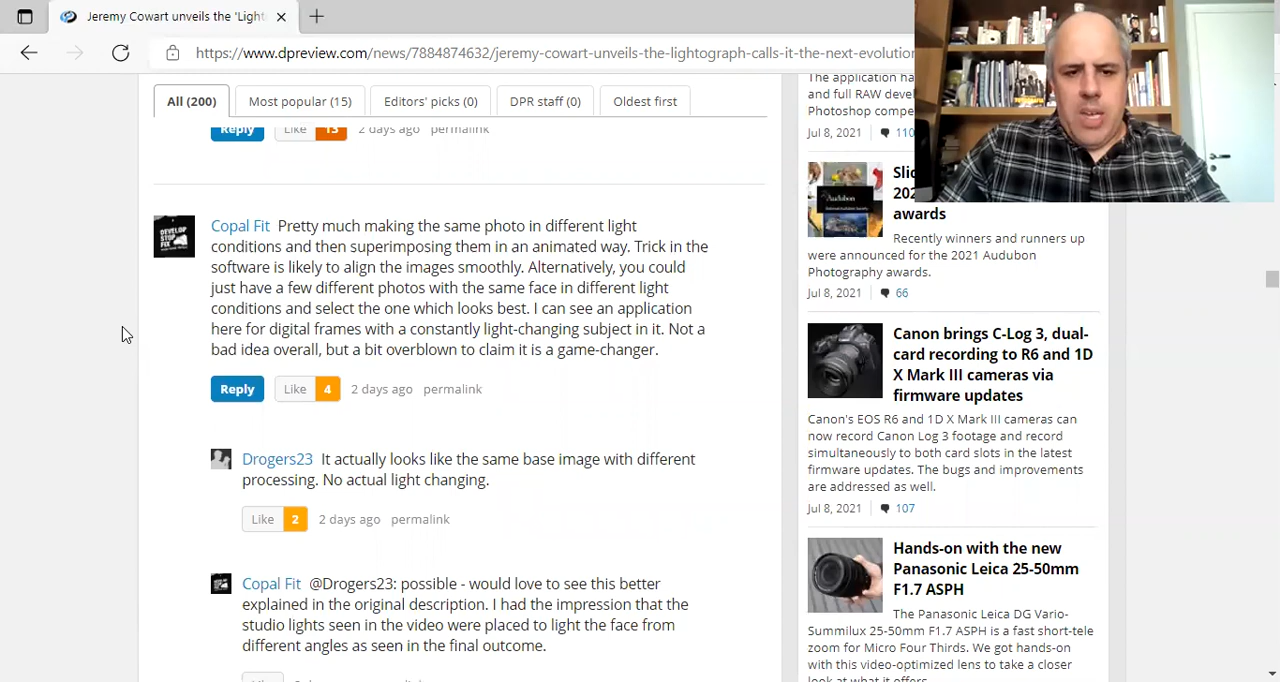 Jeremy Cowart unveils the 'Light
https://www.dpreview.com/news/7884874632/jeremy-cowart-unveils-the-lightograph-calls-it-the-next-evolution
All (200)
Most popular (15)
Editors' picks (0)
DPR staff (0)
Oldest first
Reply
Like
13
2 days ago
permalink
Copal Fit Pretty much making the same photo in different light
conditions and then superimposing them in an animated way. Trick in the
software is likely to align the images smoothly. Alternatively, you could
just have a few different photos with the same face in different light
conditions and select the one which looks best. I can see an application
here for digital frames with a constantly light-changing subject in it. Not a
bad idea overall, but a bit overblown to claim it is a game-changer.
Reply
Like
4
2 days ago
permalink
Drogers23 It actually looks like the same base image with different
processing. No actual light changing.
Like
2
2 days ago
permalink
Copal Fit @Drogers23: possible - would love to see this better
explained in the original description. I had the impression that the
studio lights seen in the video were placed to light the face from
different angles as seen in the final outcome.
DEVELOP
STOP
FIX
The application ha
and full RAW deve
Photoshop compe
Jul 8, 2021
110
Audubon
Slid
202
awards
Recently winners and runners up
were announced for the 2021 Audubon
Photography awards.
Jul 8, 2021
66
Canon brings C-Log 3, dual-
card recording to R6 and 1D
X Mark III cameras via
firmware updates
Canon's EOS R6 and 1D X Mark III cameras can
now record Canon Log 3 footage and record
simultaneously to both card slots in the latest
firmware updates. The bugs and improvements
are addressed as well.
Jul 8, 2021
107
Hands-on with the new
Panasonic Leica 25-50mm
F1.7 ASPH
The Panasonic Leica DG Vario-
Summilux 25-50mm F1.7 ASPH is a fast short-tele
zoom for Micro Four Thirds. We got hands-on
with this video-optimized lens to take a closer
look at what it offers.